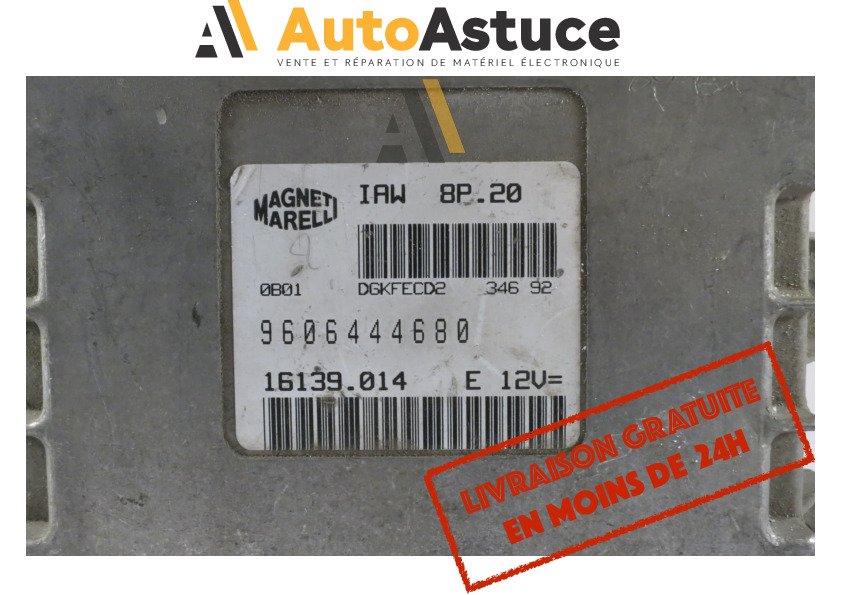 AutoAstuce
VENTE ET RÉPARATION DE MATÉRIEL ÉLECTRONIQUE
MAGNETI
MARELLI
IAW 8P.20
0B01 DGKFECD2 346 92
9606444680
16139.014 E 12V=
LIVRAISON GRATUITE
EN MOINS DE 24H